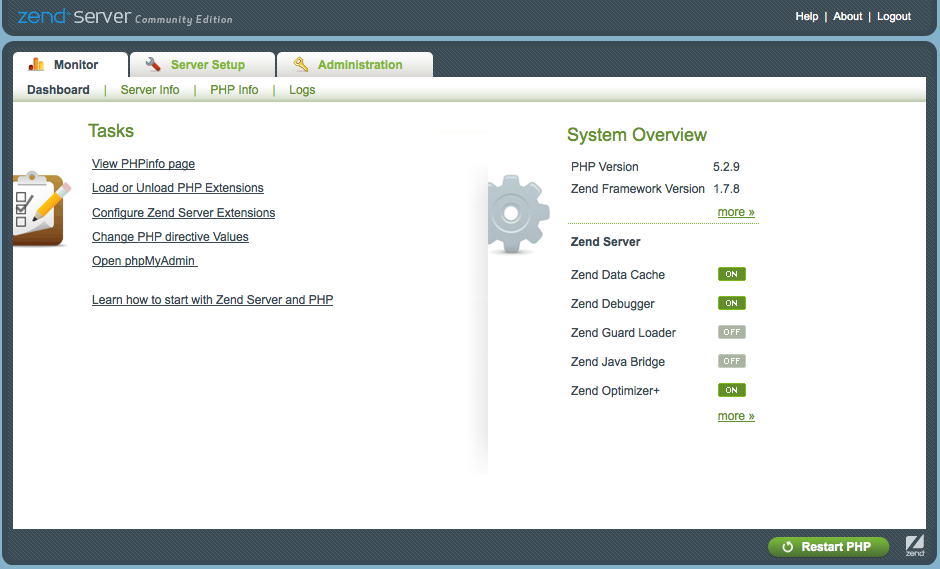 zend server Community Edition
Help | About | Logout
Monitor Server Setup Administration
Dashboard | Server Info | PHP Info | Logs
Tasks
View PHPinfo page
Load or Unload PHP Extensions
Configure Zend Server Extensions
Change PHP directive Values
Open phpMyAdmin
Learn how to start with Zend Server and PHP
System Overview
PHP Version 5.2.9
Zend Framework Version 1.7.8
more »
Zend Server
Zend Data Cache ON
Zend Debugger ON
Zend Guard Loader OFF
Zend Java Bridge OFF
Zend Optimizer+ ON
more »
Restart PHP
zend